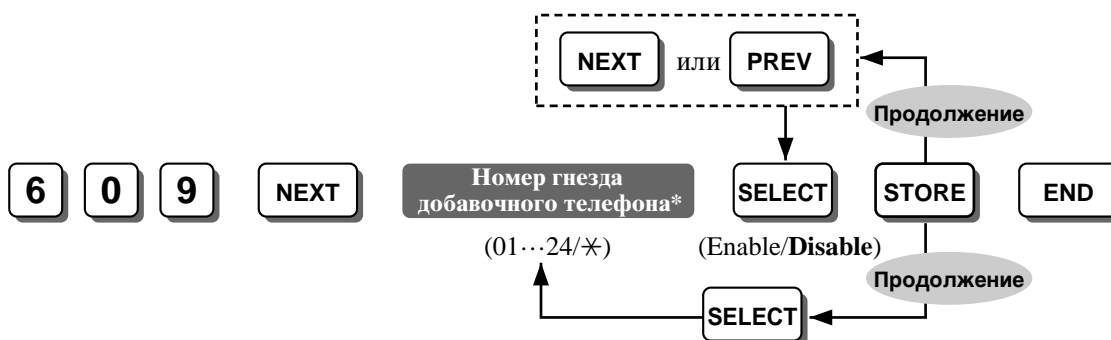 NEXT или PREV
Продолжение
6 0 9 NEXT Номер гнезда добавочного телефона* SELECT STORE END
(01···24/✳) (Enable/Disable)
Продолжение
SELECT